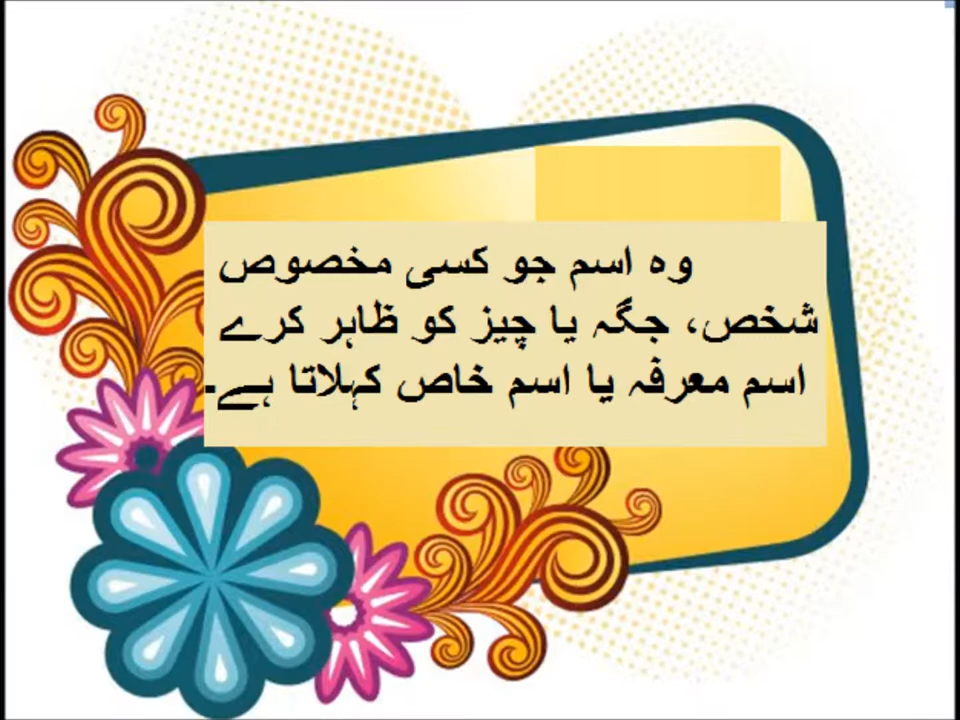 وہ اسم جو کسی مخصوص
شخص، جگہ یا چیز کو ظاہر کرے
اسم معرفہ یا اسم خاص کہلاتا ہے۔